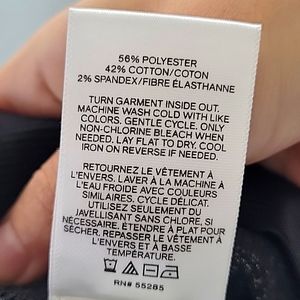 56% POLYESTER
42% COTTON/COTON
2% SPANDEX/FIBRE ÉLASTHANNE
TURN GARMENT INSIDE OUT.
MACHINE WASH COLD WITH LIKE
COLORS. GENTLE CYCLE. ONLY
NON-CHLORINE BLEACH WHEN
NEEDED. LAY FLAT TO DRY. COOL
IRON ON REVERSE IF NEEDED.
RETOURNEZ LE VÊTEMENT À
L'ENVERS. LAVER À LA MACHINE À
L'EAU FROIDE AVEC COULEURS
SIMILAIRES, CYCLE DÉLICAT.
UTILISEZ SEULEMENT DU
JAVELLISANT SANS CHLORE, SI
NÉCESSAIRE. ÉTENDRE À PLAT POUR
SÉCHER. REPASSER LE VÊTEMENT À
L'ENVERS ET À BASSE
TEMPÉRATURE.
RN# 55285